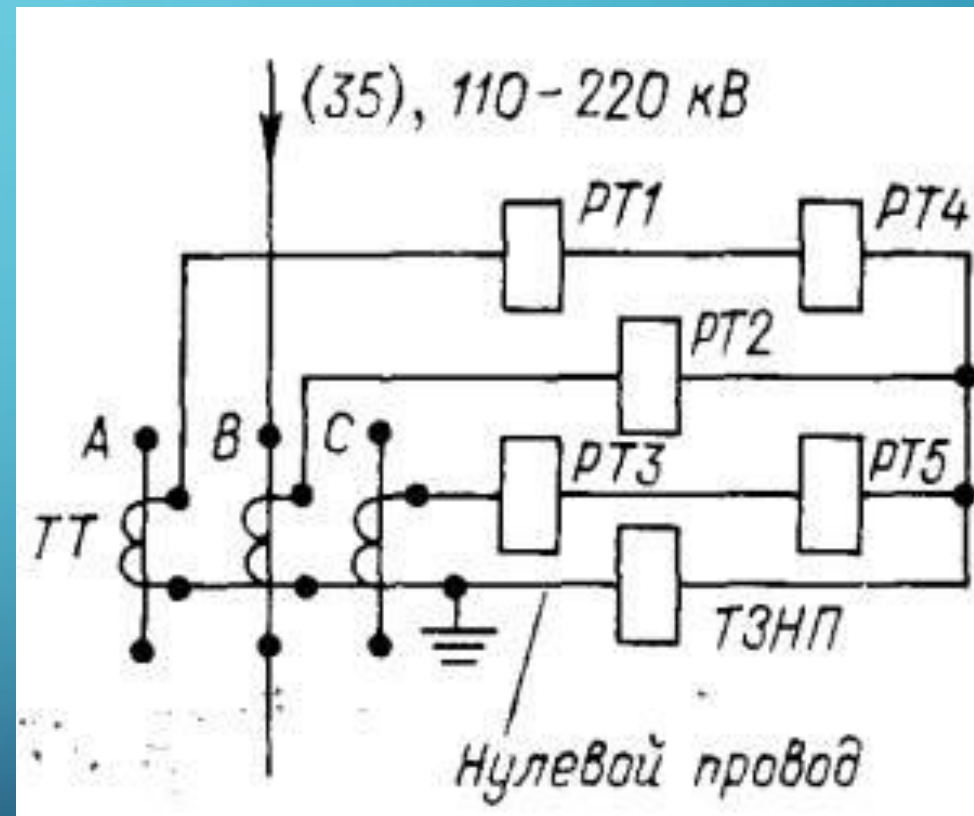 (35), 110-220 кВ
РТ1
РТ4
РТ2
А
В
С
РТ3
РТ5
ТТ
ТЗНП
Нулевой провод